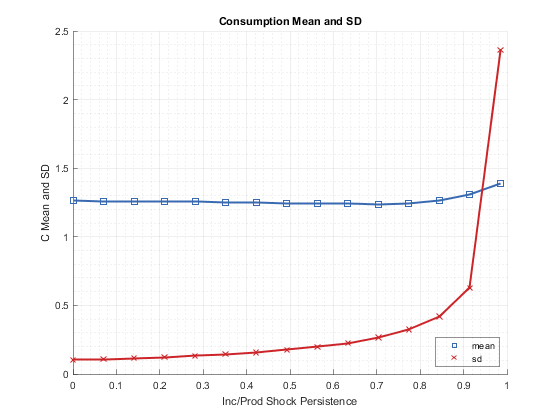 Consumption Mean and SD
2.5
2
1.5
1
0.5
0
C Mean and SD
0 0.1 0.2 0.3 0.4 0.5 0.6 0.7 0.8 0.9 1
Inc/Prod Shock Persistence
mean
sd